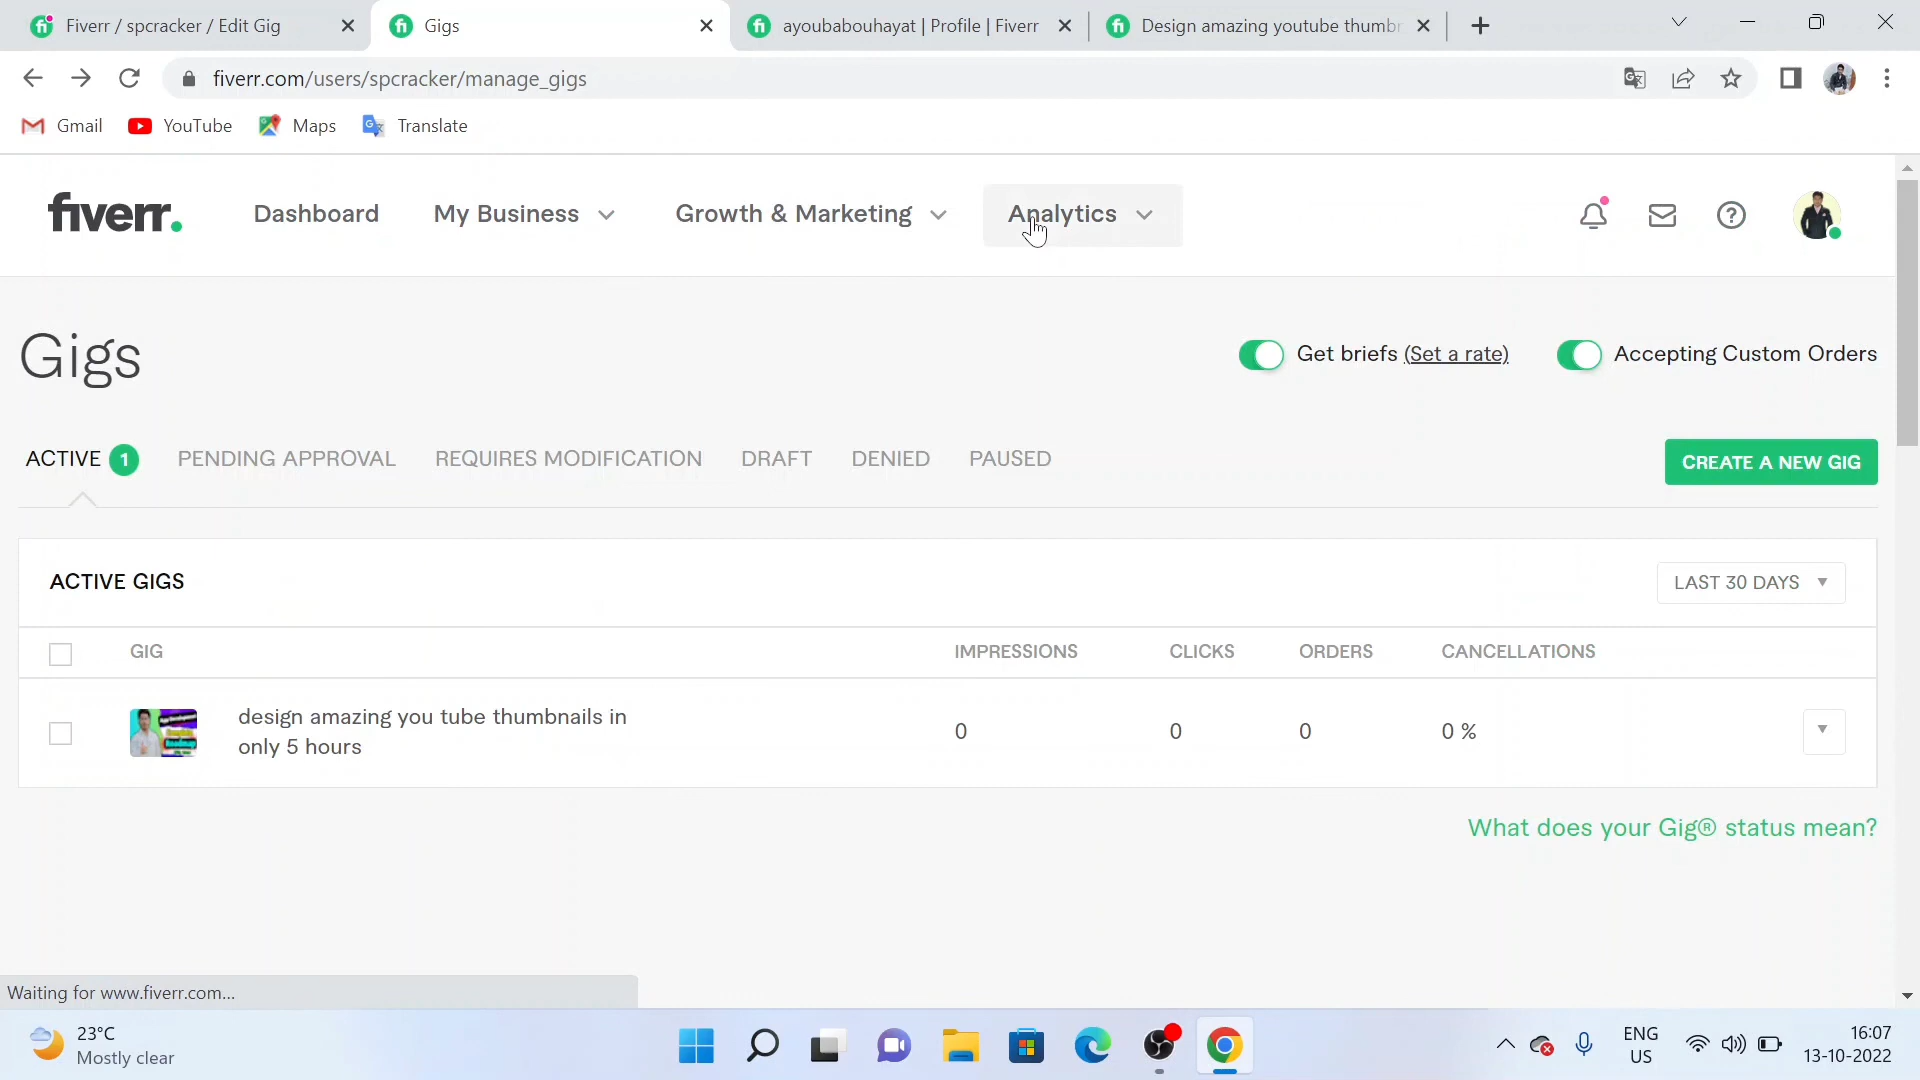 Fiverr / spcracker / Edit Gig
Gigs
ayoubabouhayat | Profile | Fiverr
Design amazing youtube thumbn
fiverr.com/users/spcracker/manage_gigs
Gmail
YouTube
Maps
Translate
fiverr.
Dashboard
My Business
Growth & Marketing
Analytics
Gigs
Get briefs (Set a rate)
Accepting Custom Orders
ACTIVE 1
PENDING APPROVAL
REQUIRES MODIFICATION
DRAFT
DENIED
PAUSED
CREATE A NEW GIG
ACTIVE GIGS
LAST 30 DAYS
GIG
IMPRESSIONS
CLICKS
ORDERS
CANCELLATIONS
design amazing you tube thumbnails in
only 5 hours
0
0
0
0 %
What does your Gig® status mean?
Waiting for www.fiverr.com...
23°C
Mostly clear
ENG
US
16:07
13-10-2022